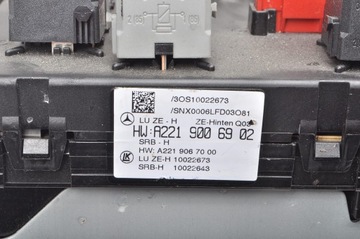 /3OS10022673
/SNX0006LFD03O81
LU ZE - H ZE-Hinten Q02
HW:A221 900 69 02
SRB - H
HW: A221 906 70 00
LU ZE-H 10022673
SRB-H 10022643